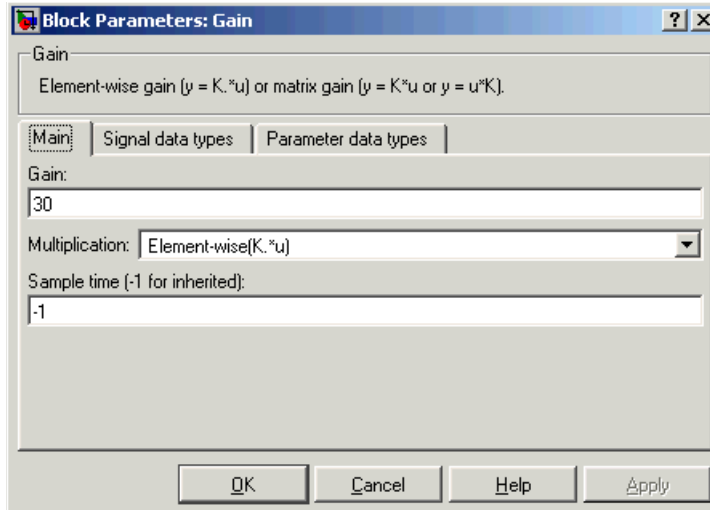 Block Parameters: Gain
Gain
Element-wise gain (y = K.*u) or matrix gain (y = K*u or y = u*K).
Main Signal data types Parameter data types
Gain:
30
Multiplication: Element-wise(K.*u)
Sample time (-1 for inherited):
-1
OK Cancel Help Apply